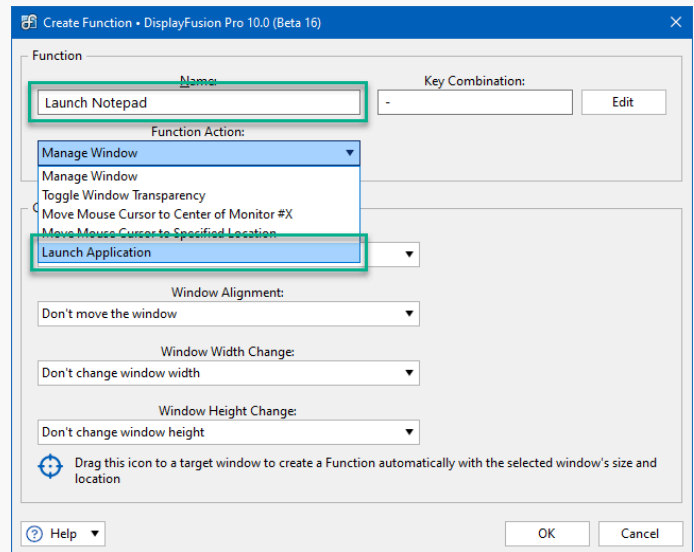 Create Function • DisplayFusion Pro 10.0 (Beta 16)
Function
Name:
Key Combination:
Launch Notepad
-
Edit
Function Action:
Manage Window
Manage Window
Toggle Window Transparency
Move Mouse Cursor to Center of Monitor #X
Move Mouse Cursor to Specified Location
Launch Application
Window Alignment:
Don't move the window
Window Width Change:
Don't change window width
Window Height Change:
Don't change window height
Drag this icon to a target window to create a Function automatically with the selected window's size and
location
? Help
OK
Cancel